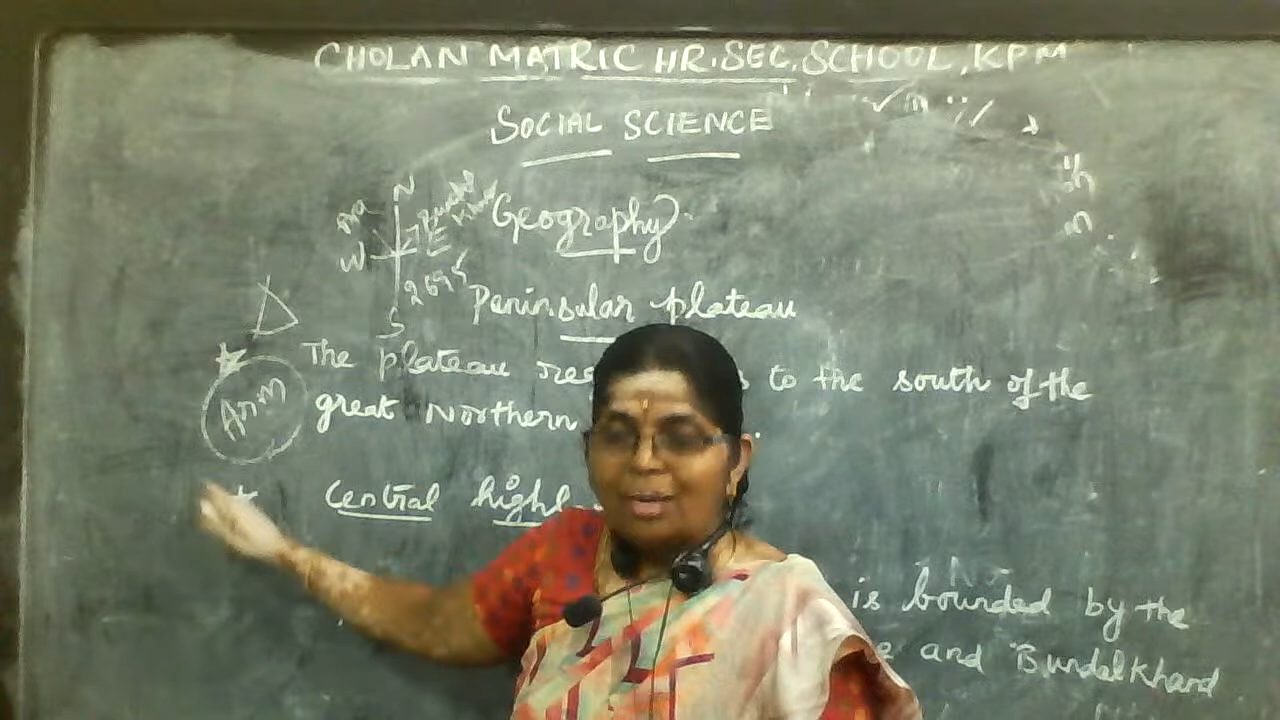 CHOLAN MATRIC HR.SEC.SCHOOL, KPM
SOCIAL SCIENCE
N
W E
S
2695
Geography
Peninsular plateau
The plateau to the south of the
great Northern
Central
is bounded by the
and Bundelkhand